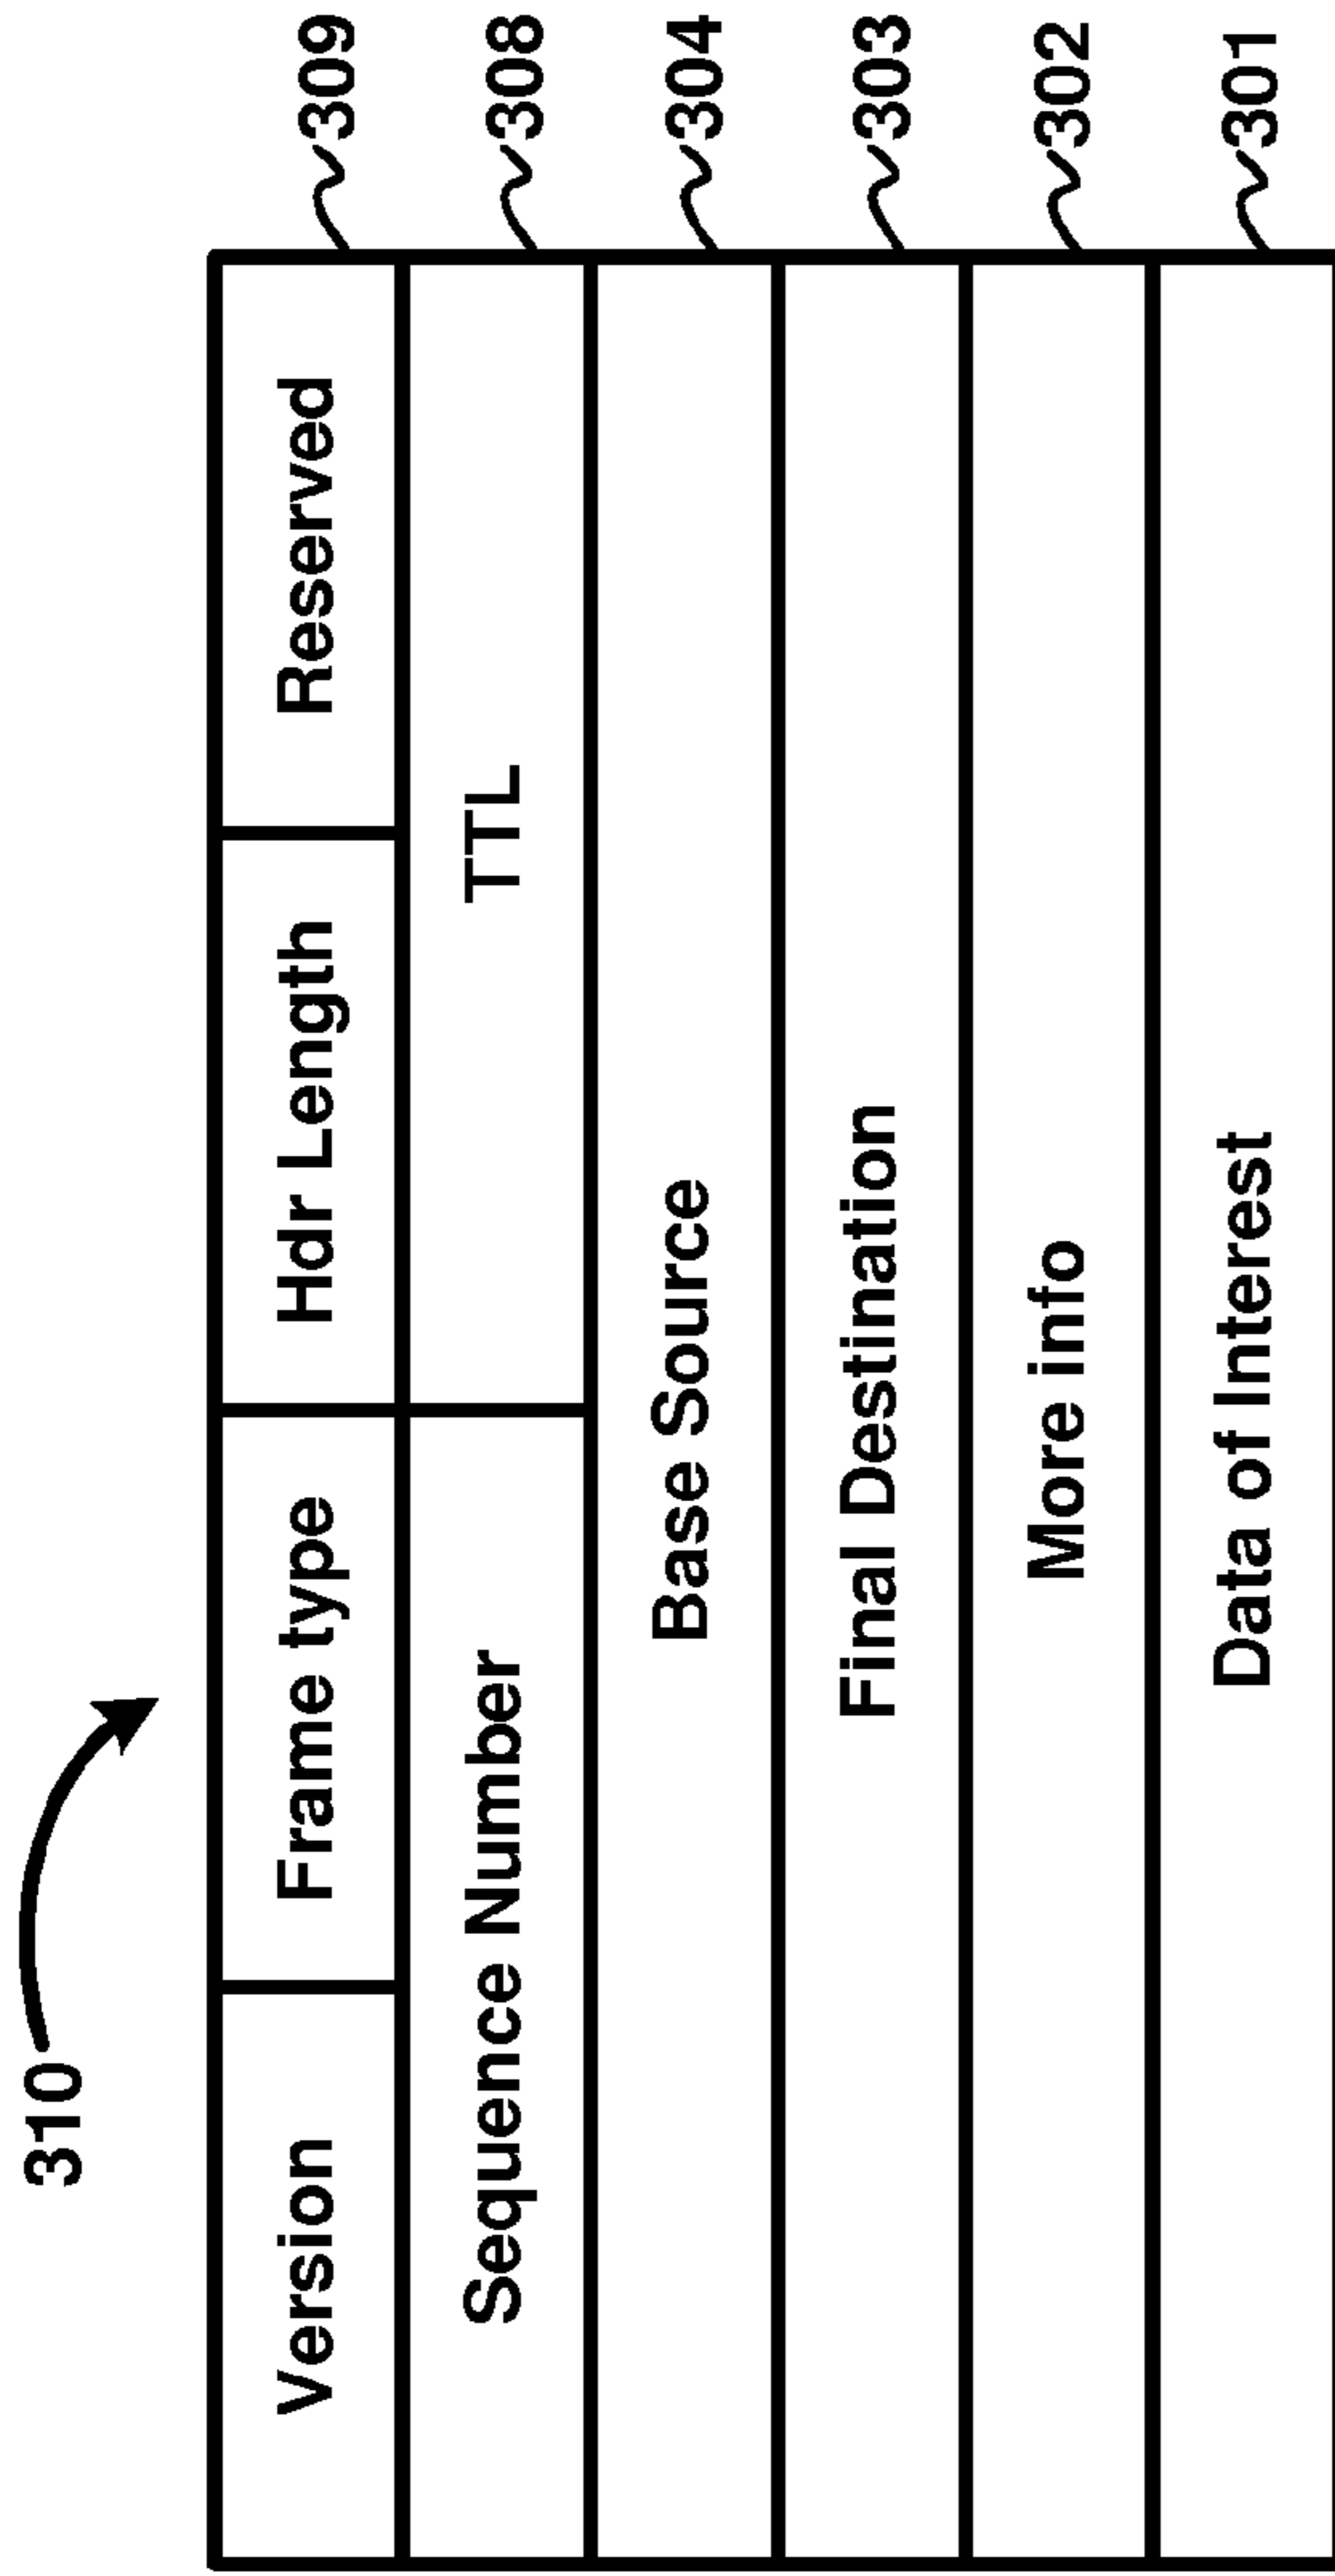 310
Version Frame type Hdr Length Reserved 309
Sequence Number TTL 308
Base Source 304
Final Destination 303
More info 302
Data of Interest 301